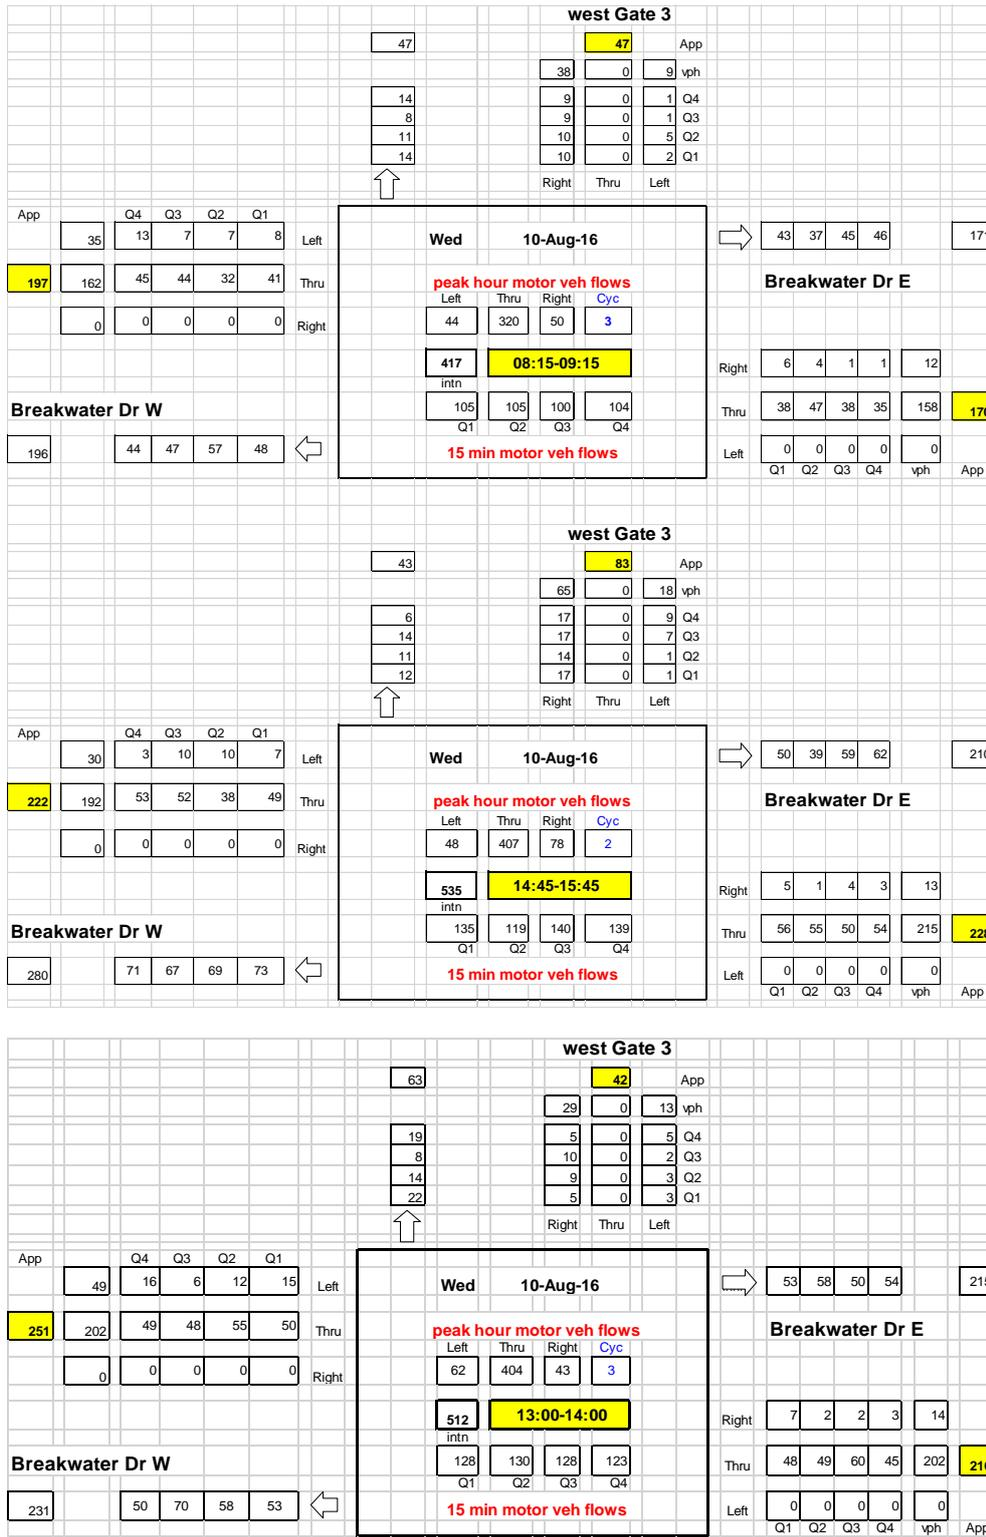 west Gate 3
47 47 App
38 0 9 vph
14 9 0 1 Q4
8 9 0 1 Q3
11 10 0 5 Q2
14 10 0 2 Q1
Right Thru Left
App Q4 Q3 Q2 Q1
35 13 7 7 8 Left Wed 10-Aug-16 43 37 45 46 171
197 162 45 44 32 41 Thru peak hour motor veh flows Breakwater Dr E
Left Thru Right Cyc
0 0 0 0 0 Right 44 320 50 3
417 08:15-09:15 Right 6 4 1 1 12
intn
Breakwater Dr W 105 105 100 104 Thru 38 47 38 35 158 170
Q1 Q2 Q3 Q4
196 44 47 57 48 15 min motor veh flows Left 0 0 0 0 0
Q1 Q2 Q3 Q4 vph App
west Gate 3
43 83 App
65 0 18 vph
6 17 0 9 Q4
14 17 0 7 Q3
11 14 0 1 Q2
12 17 0 1 Q1
Right Thru Left
App Q4 Q3 Q2 Q1
30 3 10 10 7 Left Wed 10-Aug-16 50 39 59 62 210
222 192 53 52 38 49 Thru peak hour motor veh flows Breakwater Dr E
Left Thru Right Cyc
0 0 0 0 0 Right 48 407 78 2
535 14:45-15:45 Right 5 1 4 3 13
intn
Breakwater Dr W 135 119 140 139 Thru 56 55 50 54 215 228
Q1 Q2 Q3 Q4
280 71 67 69 73 15 min motor veh flows Left 0 0 0 0 0
Q1 Q2 Q3 Q4 vph App
west Gate 3
63 42 App
29 0 13 vph
19 5 0 5 Q4
8 10 0 2 Q3
14 9 0 3 Q2
22 5 0 3 Q1
Right Thru Left
App Q4 Q3 Q2 Q1
49 16 6 12 15 Left Wed 10-Aug-16 53 58 50 54 215
251 202 49 48 55 50 Thru peak hour motor veh flows Breakwater Dr E
Left Thru Right Cyc
0 0 0 0 0 Right 62 404 43 3
512 13:00-14:00 Right 7 2 2 3 14
intn
Breakwater Dr W 128 130 128 123 Thru 48 49 60 45 202 216
Q1 Q2 Q3 Q4
231 50 70 58 53 15 min motor veh flows Left 0 0 0 0 0
Q1 Q2 Q3 Q4 vph App